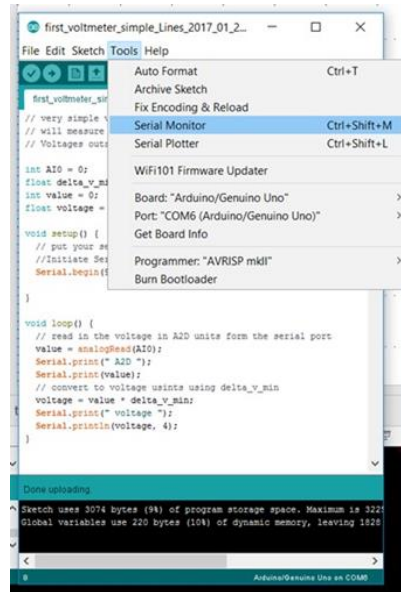 first_voltmeter_simple_Lines_2017_01_2...
File Edit Sketch Tools Help
Auto Format Ctrl+T
Archive Sketch
Fix Encoding & Reload
Serial Monitor Ctrl+Shift+M
Serial Plotter Ctrl+Shift+L
WiFi101 Firmware Updater
Board: "Arduino/Genuino Uno"
Port: "COM6 (Arduino/Genuino Uno)"
Get Board Info
Programmer: "AVRISP mkII"
Burn Bootloader
first_voltmeter_sir
// very simple
// will measure
// Voltages
int AI0 = 0;
float delta_v_mi
int value = 0;
float voltage =
void setup() {
// put your se
//Initiate Ser
Serial.begin(
}
void loop() {
// read in the voltage in A2D units form the serial port
value = analogRead(AI0);
Serial.print(" A2D ");
Serial.print(value);
// convert to voltage usints using delta_v_min
voltage = value * delta_v_min;
Serial.print(" voltage ");
Serial.println(voltage, 4);
}
Done uploading.
Sketch uses 3074 bytes (9%) of program storage space. Maximum is 322
Global variables use 220 bytes (10%) of dynamic memory, leaving 1828
8 Arduino/Genuino Uno on COM6